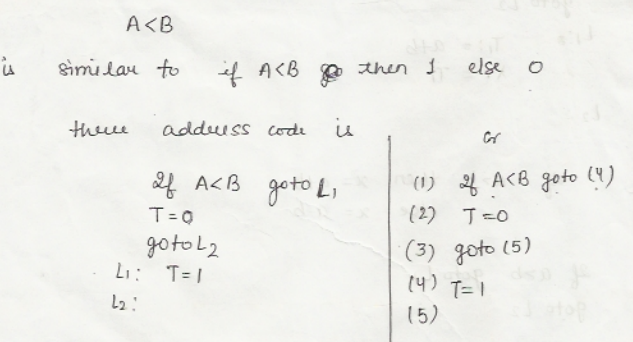 A<B
is similar to if A<B then 1 else 0
three address code is
If A<B goto L1
T=0
goto L2
L1: T=1
L2:
or
(1) If A<B goto (4)
(2) T=0
(3) goto (5)
(4) T=1
(5)